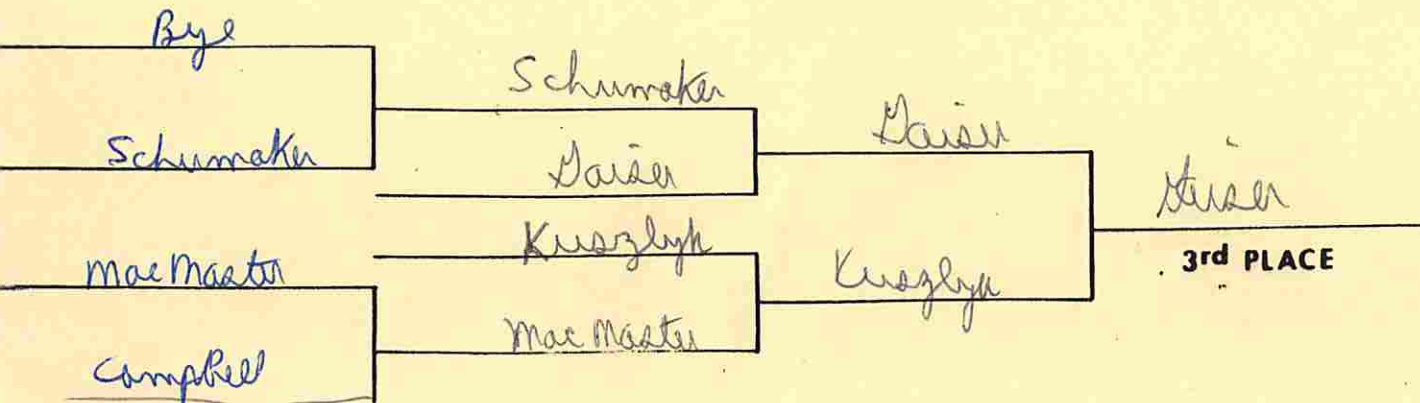 Bye
Schumaker
Schumaker
Gaiser
Gaiser
Kuszlyk
MacMaster
MacMaster
Campbell
Kuszlyk
Gaiser
3rd PLACE